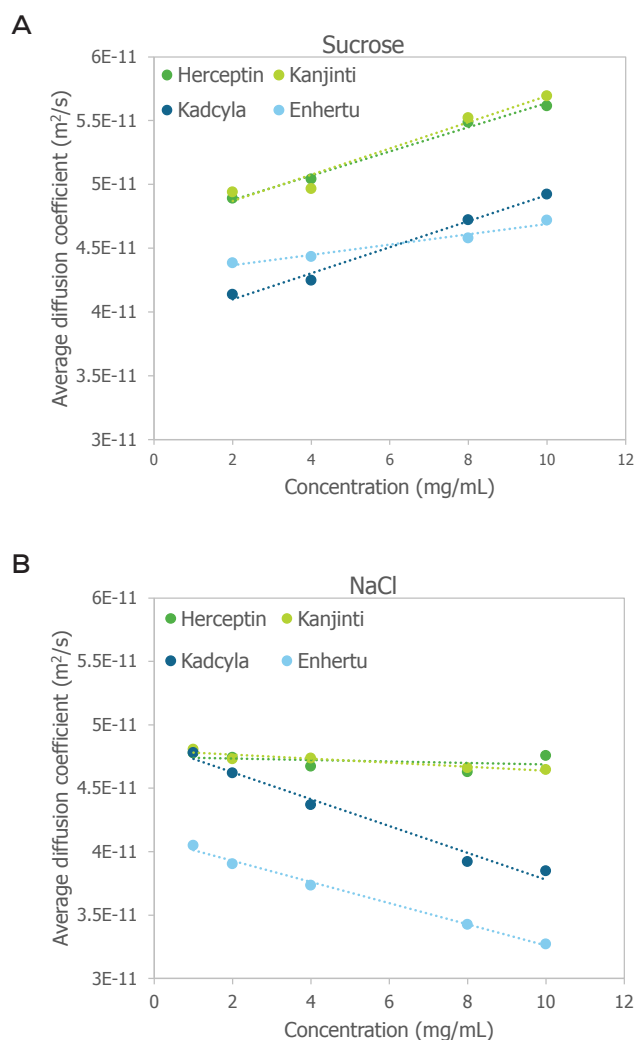 A
Sucrose
Herceptin Kanjinti
Kadcyla Enhertu
6E-11
5.5E-11
5E-11
4.5E-11
4E-11
3.5E-11
3E-11
Average diffusion coefficient (m²/s)
0 2 4 6 8 10 12
Concentration (mg/mL)
B
NaCl
Herceptin Kanjinti
Kadcyla Enhertu
6E-11
5.5E-11
5E-11
4.5E-11
4E-11
3.5E-11
3E-11
Average diffusion coefficient (m²/s)
0 2 4 6 8 10 12
Concentration (mg/mL)